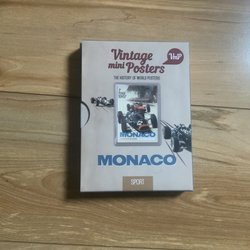 Vintage
mini Posters
THE HISTORY OF WORLD POSTERS
VMP
MONACO
MONACO
SPORT